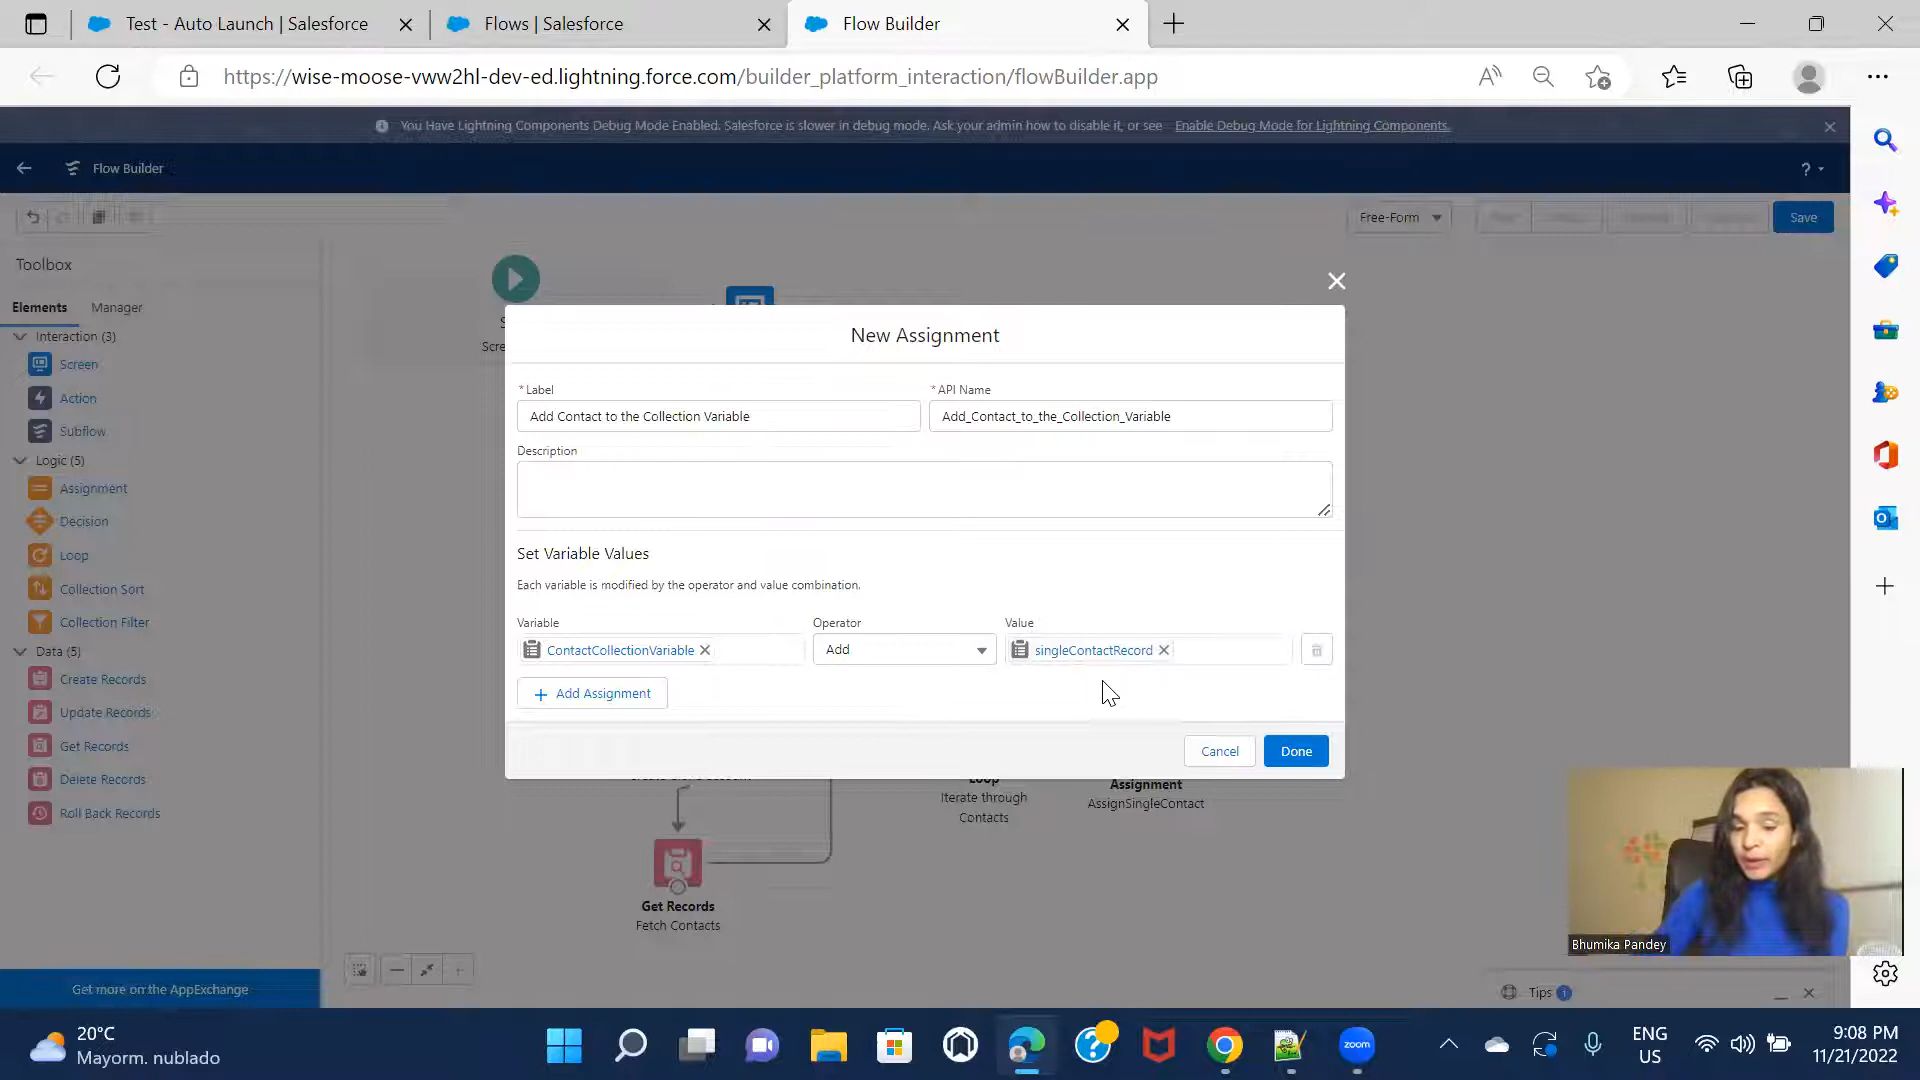 Test - Auto Launch | Salesforce
Flows | Salesforce
Flow Builder
https://wise-moose-vww2hl-dev-ed.lightning.force.com/builder_platform_interaction/flowBuilder.app
You Have Lightning Components Debug Mode Enabled. Salesforce is slower in debug mode. Ask your admin how to disable it, or see Enable Debug Mode for Lightning Components.
Flow Builder
?
Free-Form
Save
Toolbox
Elements
Manager
Interaction (3)
Screen
Action
Subflow
Logic (5)
Assignment
Decision
Loop
Collection Sort
Collection Filter
Data (5)
Create Records
Update Records
Get Records
Delete Records
Roll Back Records
Get more on the AppExchange
New Assignment
* Label
* API Name
Add Contact to the Collection Variable
Add_Contact_to_the_Collection_Variable
Description
Set Variable Values
Each variable is modified by the operator and value combination.
Variable
Operator
Value
ContactCollectionVariable
Add
singleContactRecord
Add Assignment
Cancel
Done
Loop
Iterate through
Contacts
Assignment
AssignSingleContact
Get Records
Fetch Contacts
Bhumika Pandey
Tips 1
20°C
Mayorm. nublado
zoom
ENG
US
9:08 PM
11/21/2022